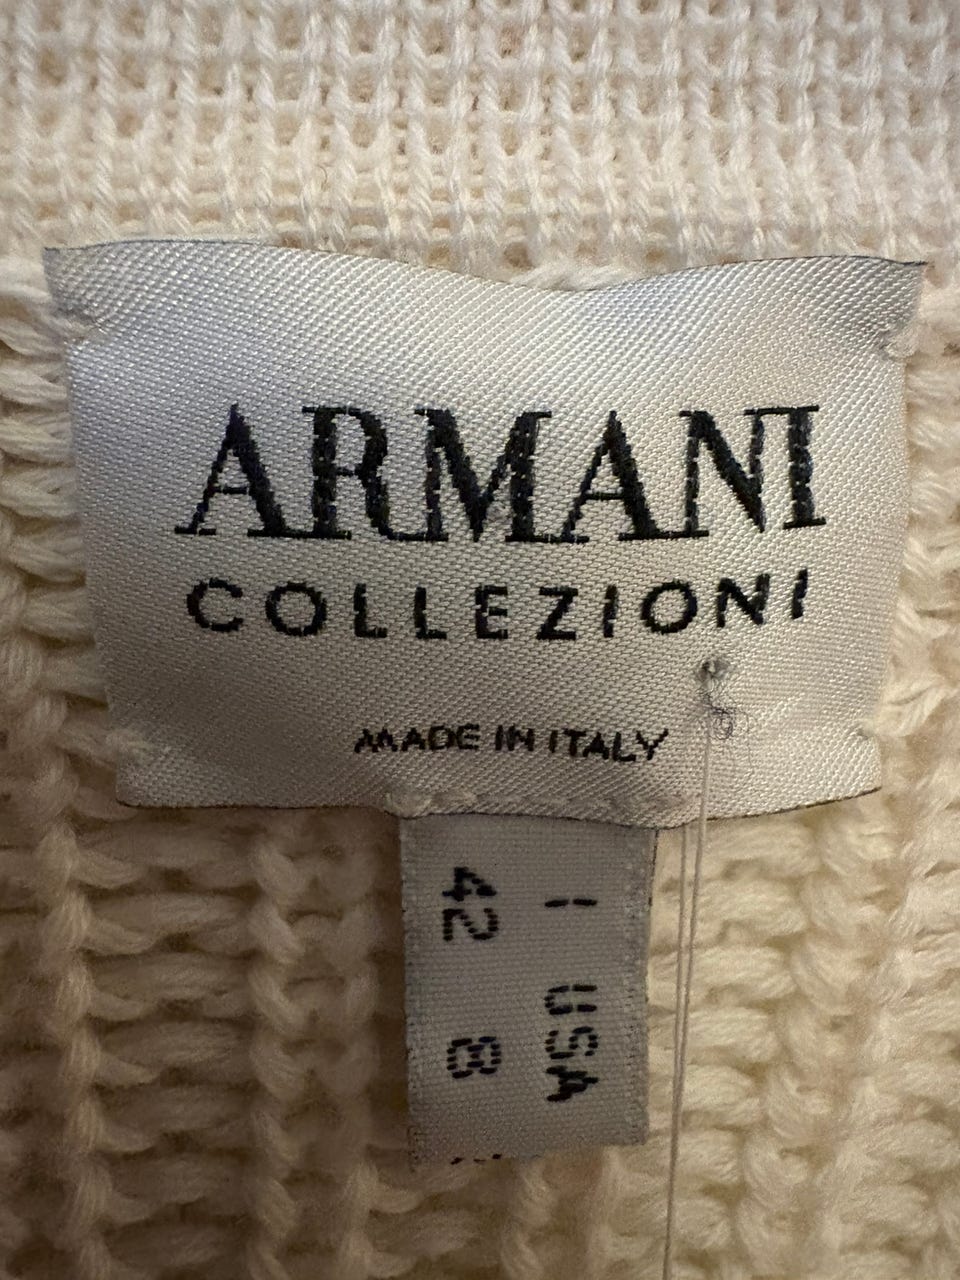 ARMANI
COLLEZIONI
MADE IN ITALY
I USA
42 8